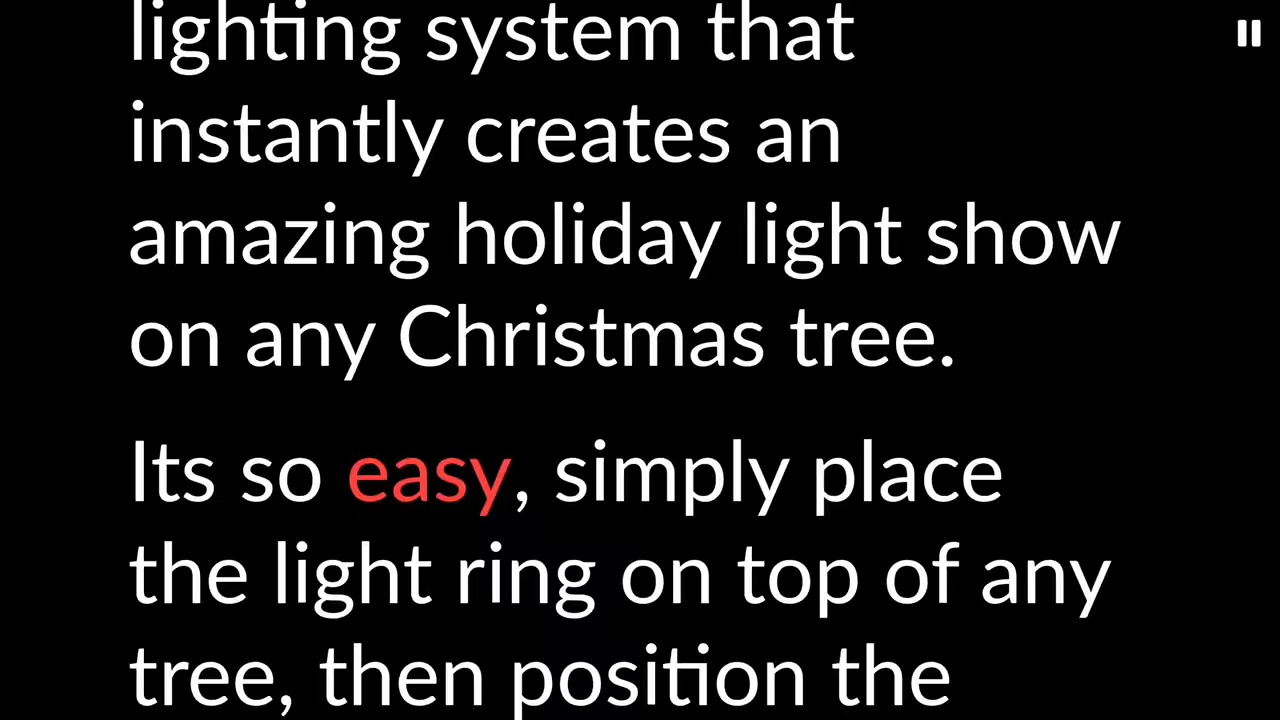 lighting system that
instantly creates an
amazing holiday light show
on any Christmas tree.
Its so easy, simply place
the light ring on top of any
tree, then position the